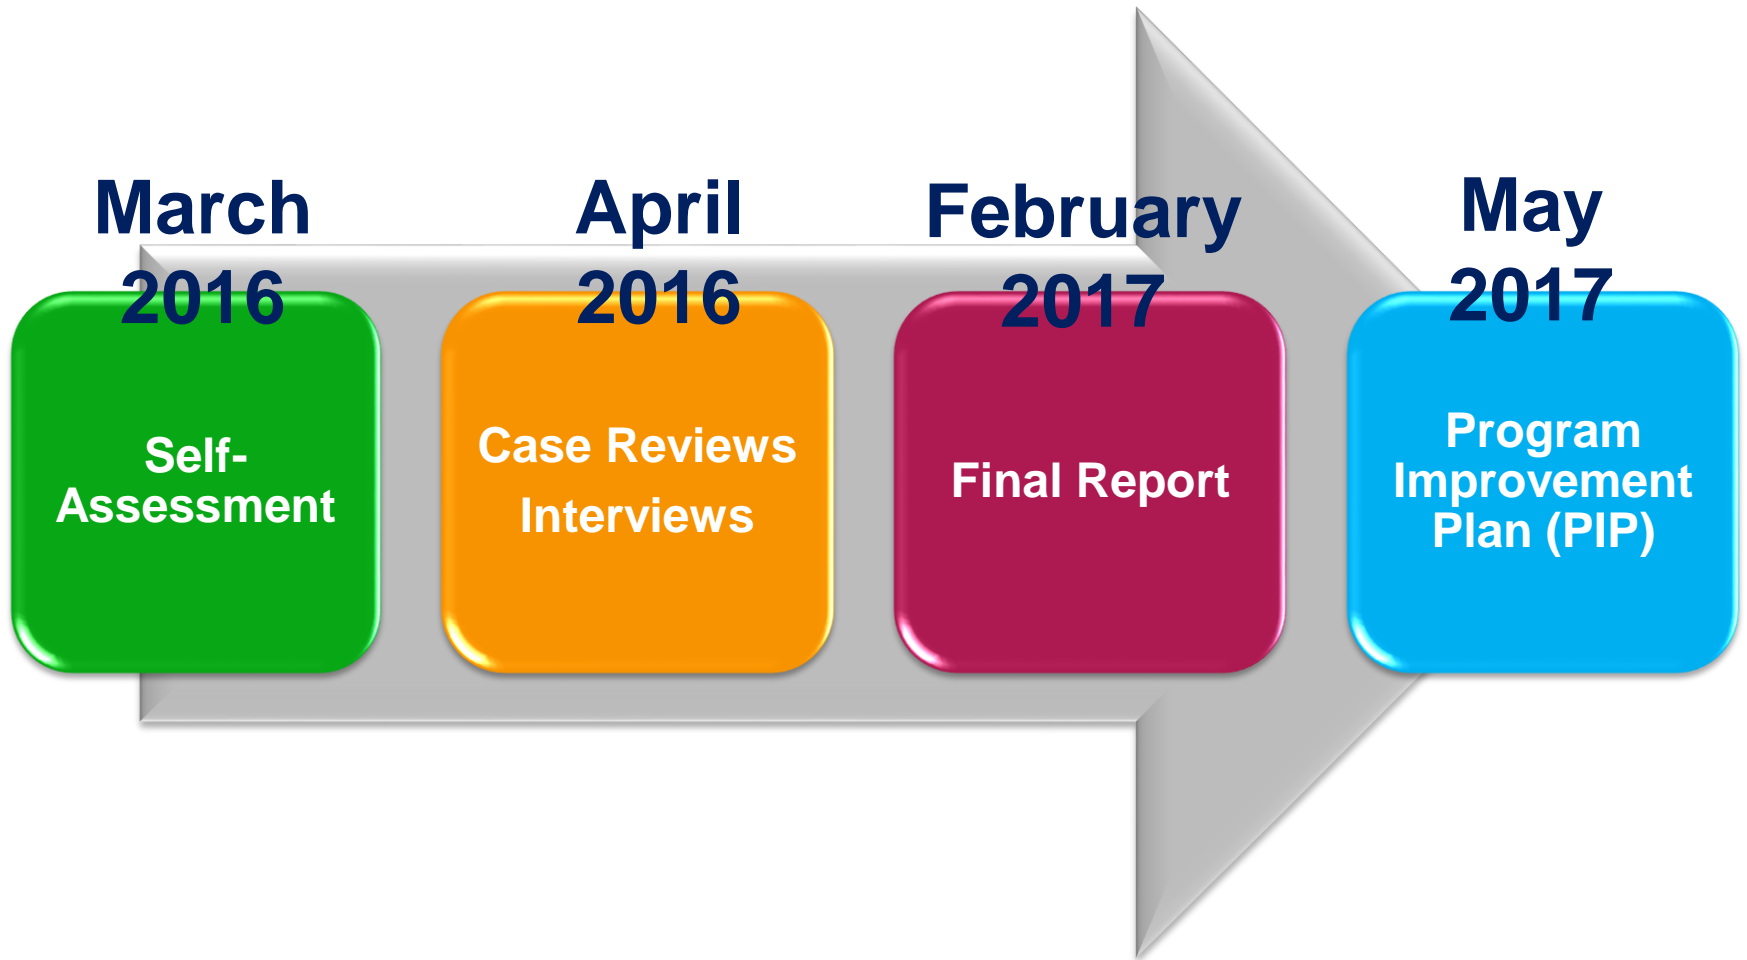 March
2016
Self-
Assessment
April
2016
Case Reviews
Interviews
February
2017
Final Report
May
2017
Program
Improvement
Plan (PIP)